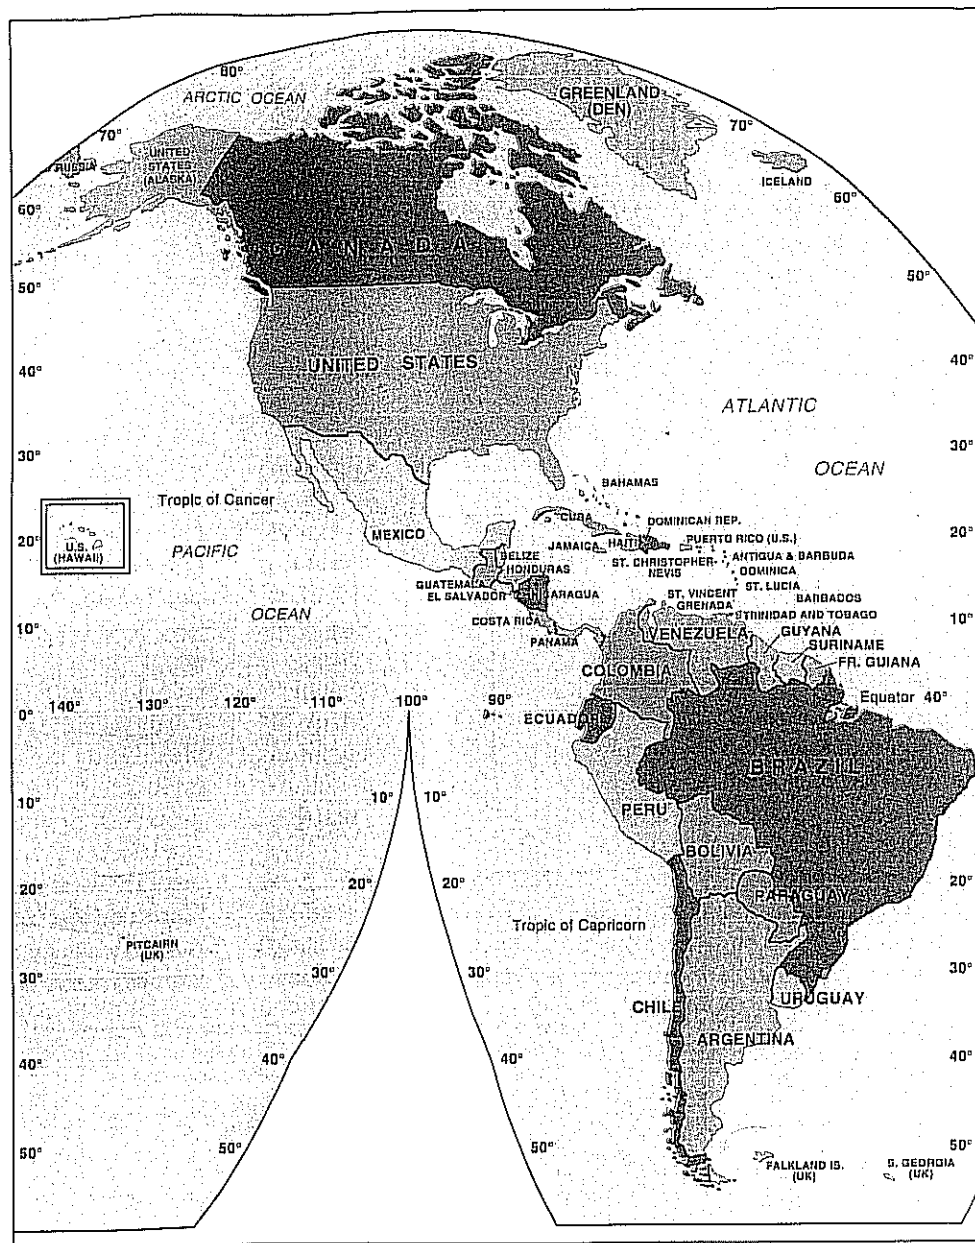 80°
ARCTIC OCEAN
GREENLAND
(DEN)
70°
70°
RUSSIA
UNITED
STATES
(ALASKA)
ICELAND
60°
60°
CANADA
50°
50°
UNITED STATES
40°
40°
ATLANTIC
OCEAN
30°
30°
Tropic of Cancer
BAHAMAS
20°
U.S.
(HAWAII)
PACIFIC
OCEAN
MEXICO
CUBA
DOMINICAN REP.
20°
JAMAICA
HAITI
PUERTO RICO (U.S.)
BELIZE
HONDURAS
ST. CHRISTOPHER-
NEVIS
ANTIGUA & BARBUDA
DOMINICA
ST. LUCIA
GUATEMALA
EL SALVADOR
NICARAGUA
ST. VINCENT
GRENADA
BARBADOS
TRINIDAD AND TOBAGO
10°
10°
COSTA RICA
PANAMA
VENEZUELA
GUYANA
SURINAME
FR. GUIANA
COLOMBIA
0°
140°
130°
120°
110°
100°
90°
ECUADOR
Equator 40°
BRAZIL
10°
10°
10°
10°
PERU
BOLIVIA
20°
20°
20°
20°
PARAGUAY
Tropic of Capricorn
PITCAIRN
(UK)
30°
30°
30°
30°
CHILE
URUGUAY
ARGENTINA
40°
40°
40°
40°
50°
50°
50°
50°
FALKLAND IS.
(UK)
S. GEORGIA
(UK)